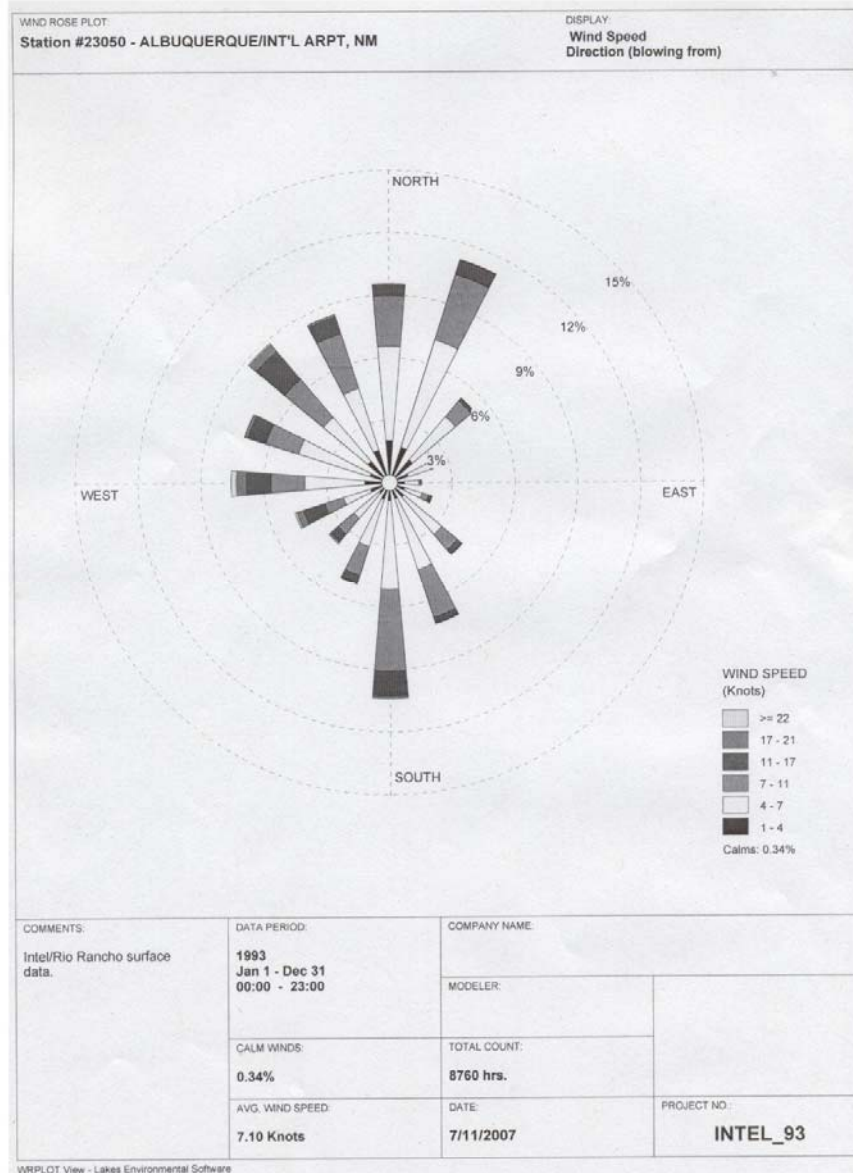 WIND ROSE PLOT:
Station #23050 - ALBUQUERQUE/INT'L ARPT, NM
DISPLAY:
Wind Speed
Direction (blowing from)
NORTH
15%
12%
9%
6%
3%
WEST
EAST
SOUTH
WIND SPEED
(Knots)
>= 22
17 - 21
11 - 17
7 - 11
4 - 7
1 - 4
Calms: 0.34%
COMMENTS:
Intel/Rio Rancho surface
data.
DATA PERIOD:
1993
Jan 1 - Dec 31
00:00 - 23:00
COMPANY NAME:
MODELER:
CALM WINDS:
0.34%
TOTAL COUNT:
8760 hrs.
AVG. WIND SPEED:
7.10 Knots
DATE:
7/11/2007
PROJECT NO.:
INTEL_93
WRPLOT View - Lakes Environmental Software